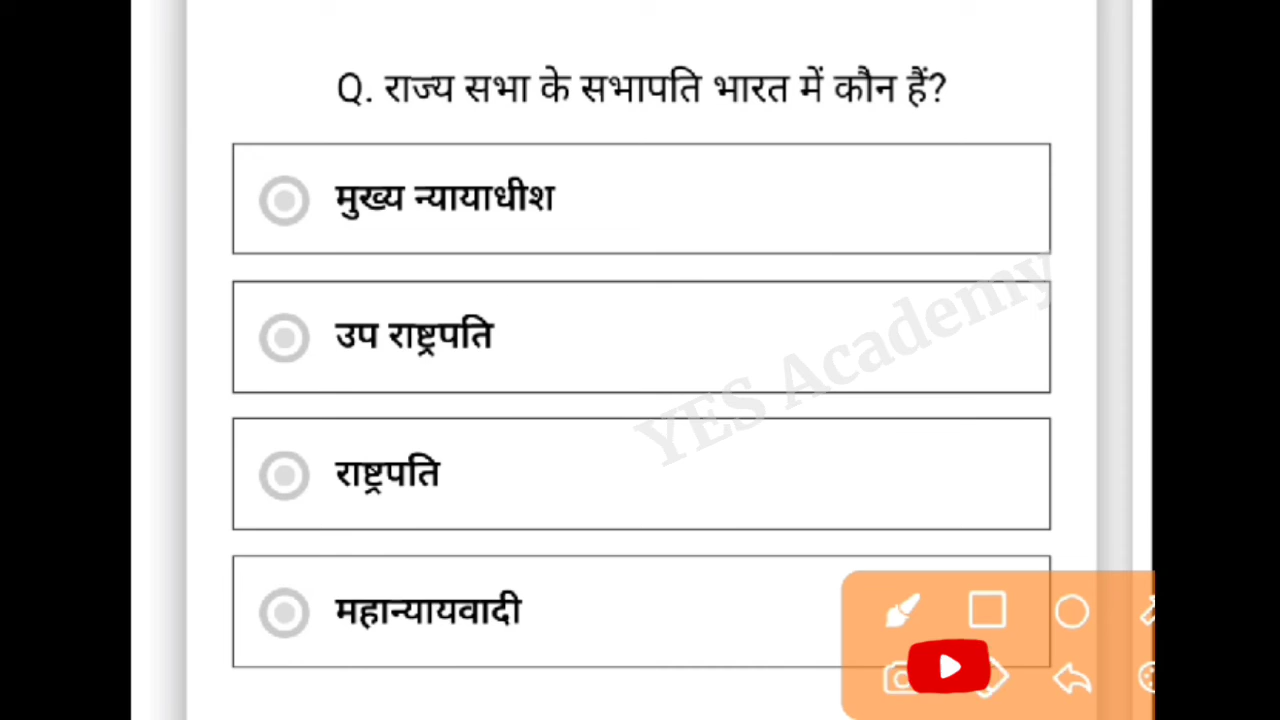 Q. राज्य सभा के सभापति भारत में कौन हैं?
मुख्य न्यायाधीश
उप राष्ट्रपति
राष्ट्रपति
महान्यायवादी
YES Academy